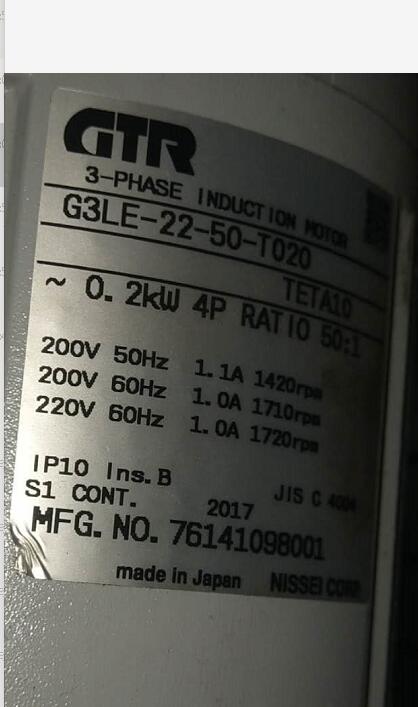 GTR
3-PHASE INDUCTION MOTOR
G3LE-22-50-T020
TETA10
~ 0.2kW 4P RATIO 50:1
200V 50Hz 1.1A 1420rpm
200V 60Hz 1.0A 1710rpm
220V 60Hz 1.0A 1720rpm
IP10 Ins.B JIS C 4004
S1 CONT. 2017
MFG. NO. 76141098001
made in Japan NISSEI CORP.